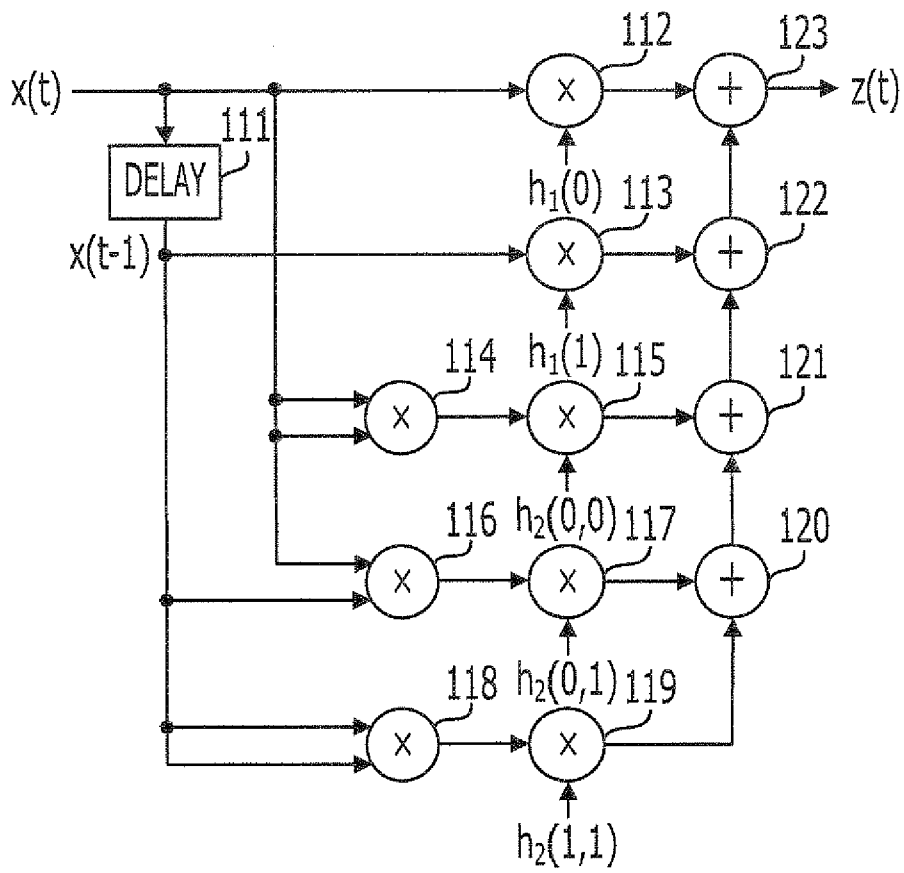 112
123
x(t)
×
+
z(t)
111
DELAY
h₁(0)
113
122
x(t-1)
×
+
h₁(1)
114
115
121
×
×
+
h₂(0,0)
116
117
120
×
×
+
h₂(0,1)
118
119
×
×
h₂(1,1)